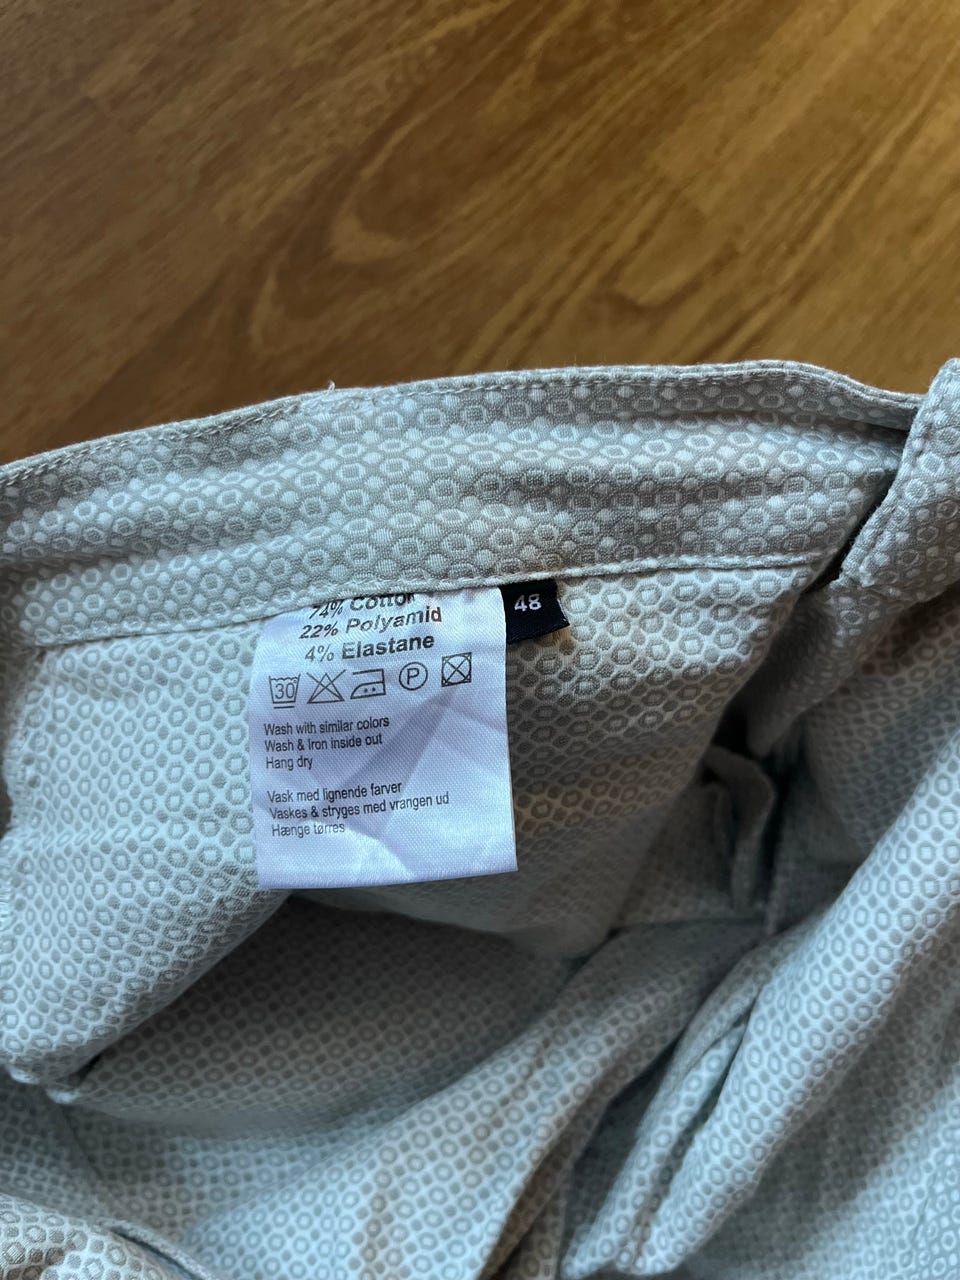 74% Cotton
22% Polyamid
4% Elastane
48
30 P
Wash with similar colors
Wash & Iron inside out
Hang dry
Vask med lignende farver
Vaskes & stryges med vrangen ud
Hænge tørres